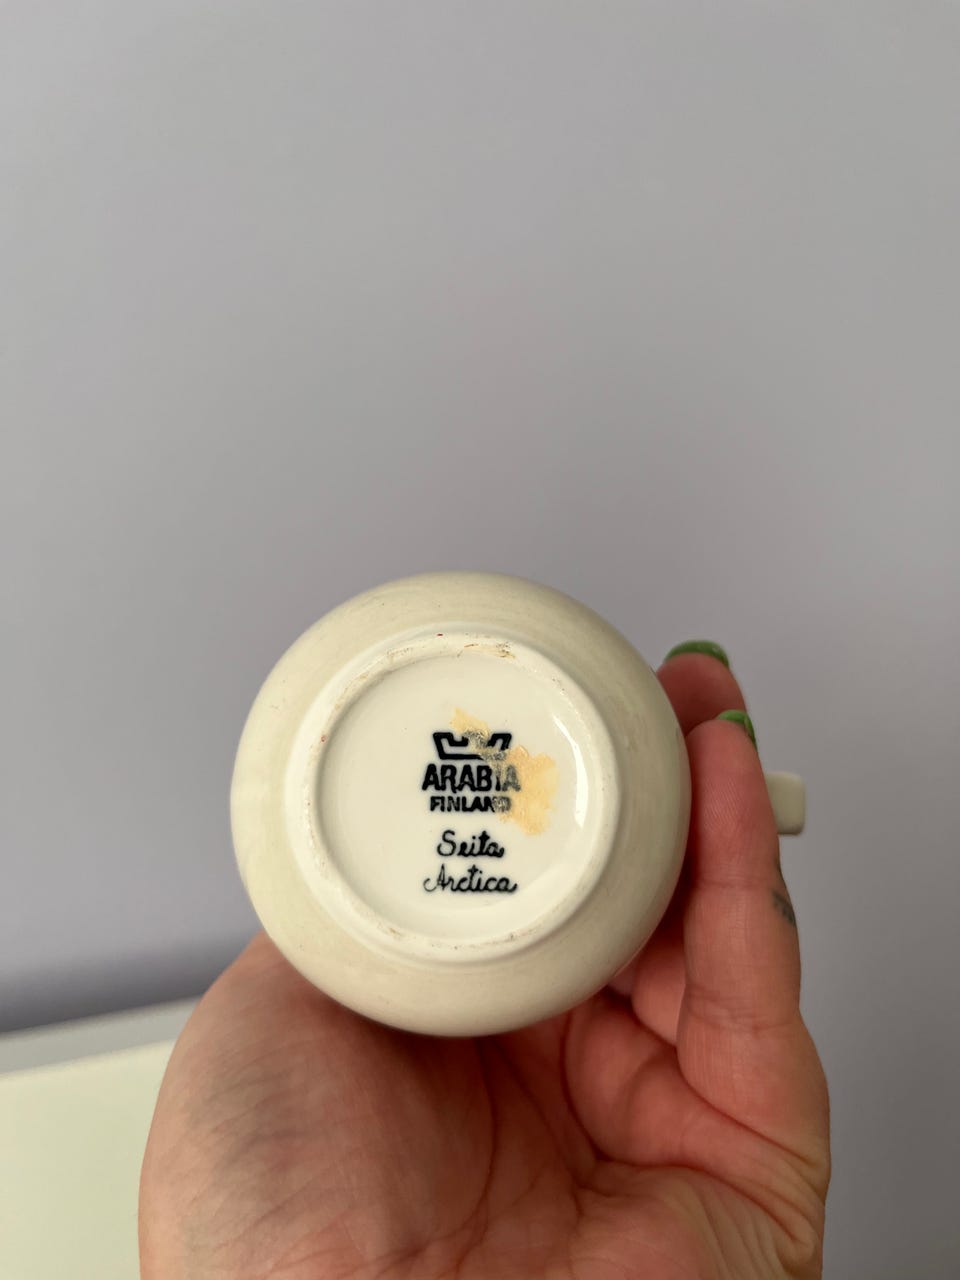 ARABIA
FINLAND
Seita
Arctica